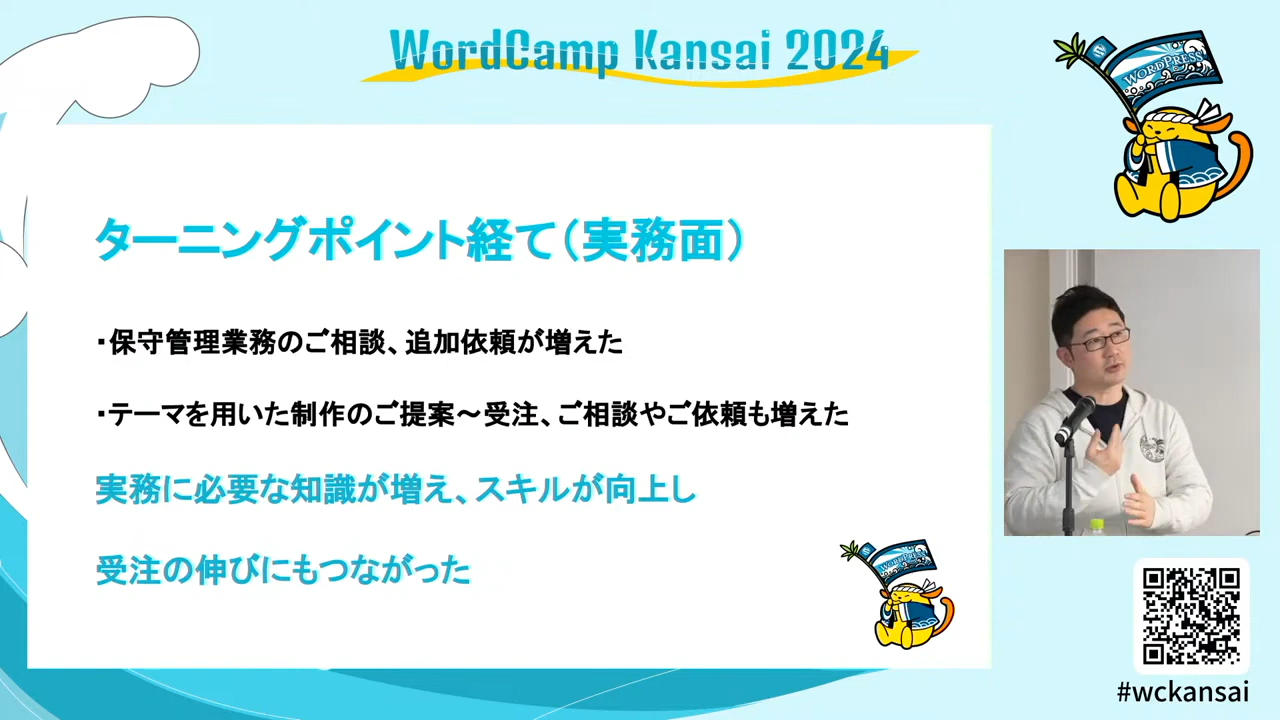 WordCamp Kansai 2024
WORDPRESS
ターニングポイント経て（実務面）
・保守管理業務のご相談、追加依頼が増えた
・テーマを用いた制作のご提案～受注、ご相談やご依頼も増えた
実務に必要な知識が増え、スキルが向上し
受注の伸びにもつながった
WORDPRESS
#wckansai